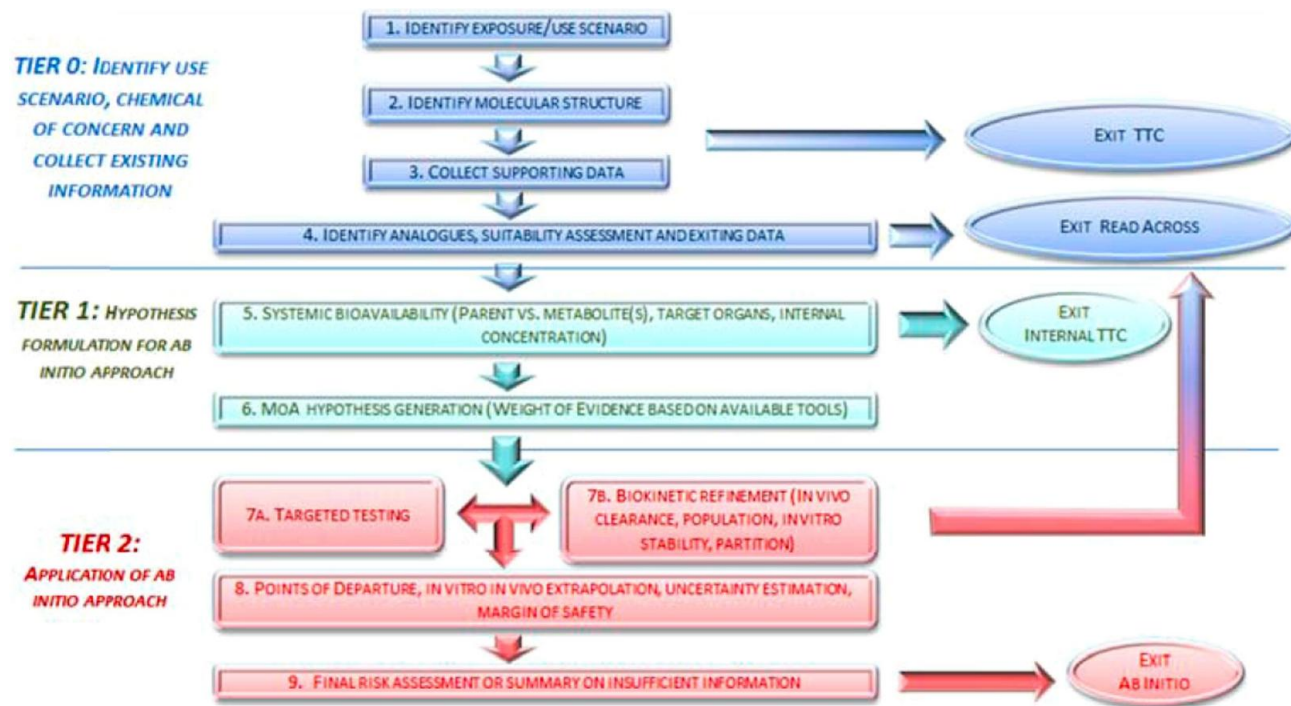 1. IDENTIFY EXPOSURE/USE SCENARIO
TIER 0: IDENTIFY USE
SCENARIO, CHEMICAL
OF CONCERN AND
COLLECT EXISTING
INFORMATION
2. IDENTIFY MOLECULAR STRUCTURE
EXIT TTC
3. COLLECT SUPPORTING DATA
4. IDENTIFY ANALOGUES, SUITABILITY ASSESSMENT AND EXITING DATA
EXIT READ ACROSS
TIER 1: HYPOTHESIS
FORMULATION FOR AB
INITIO APPROACH
5. SYSTEMIC BIOAVAILABILITY (PARENT VS. METABOLITE(S), TARGET ORGANS, INTERNAL
CONCENTRATION)
EXIT
INTERNAL TTC
6. MOA HYPOTHESIS GENERATION (WEIGHT OF EVIDENCE BASED ON AVAILABLE TOOLS)
TIER 2:
APPLICATION OF AB
INITIO APPROACH
7A. TARGETED TESTING
7B. BIOKINETIC REFINEMENT (IN VIVO
CLEARANCE, POPULATION, IN VITRO
STABILITY, PARTITION)
8. POINTS OF DEPARTURE, IN VITRO IN VIVO EXTRAPOLATION, UNCERTAINTY ESTIMATION,
MARGIN OF SAFETY
9. FINAL RISK ASSESSMENT OR SUMMARY ON INSUFFICIENT INFORMATION
EXIT
AB INITIO